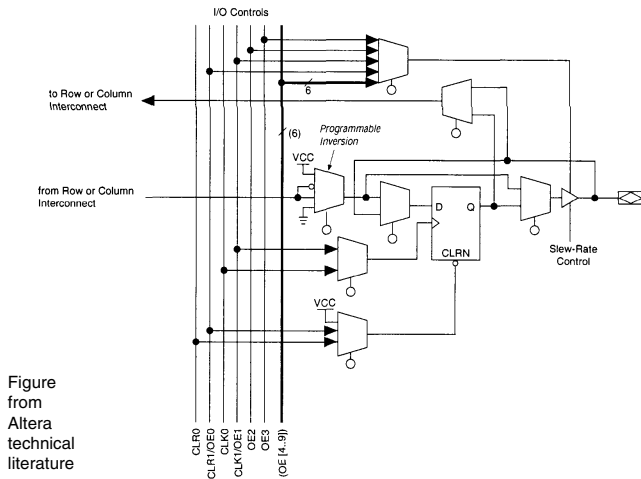 I/O Controls
6
to Row or Column
Interconnect
(6)
Programmable
Inversion
VCC
from Row or Column
Interconnect
D Q
CLRN
Slew-Rate
Control
VCC
Figure
from
Altera
technical
literature
CLR0
CLR1/OE0
CLK0
CLK1/OE1
OE2
OE3
(OE [4..9])